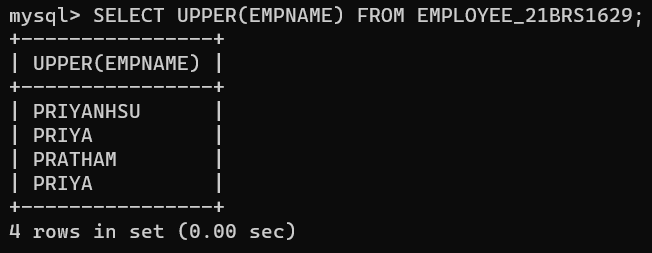 mysql> SELECT UPPER(EMPNAME) FROM EMPLOYEE_21BRS1629;
+----------------+
| UPPER(EMPNAME) |
+----------------+
| PRIYANHSU      |
| PRIYA          |
| PRATHAM        |
| PRIYA          |
+----------------+
4 rows in set (0.00 sec)